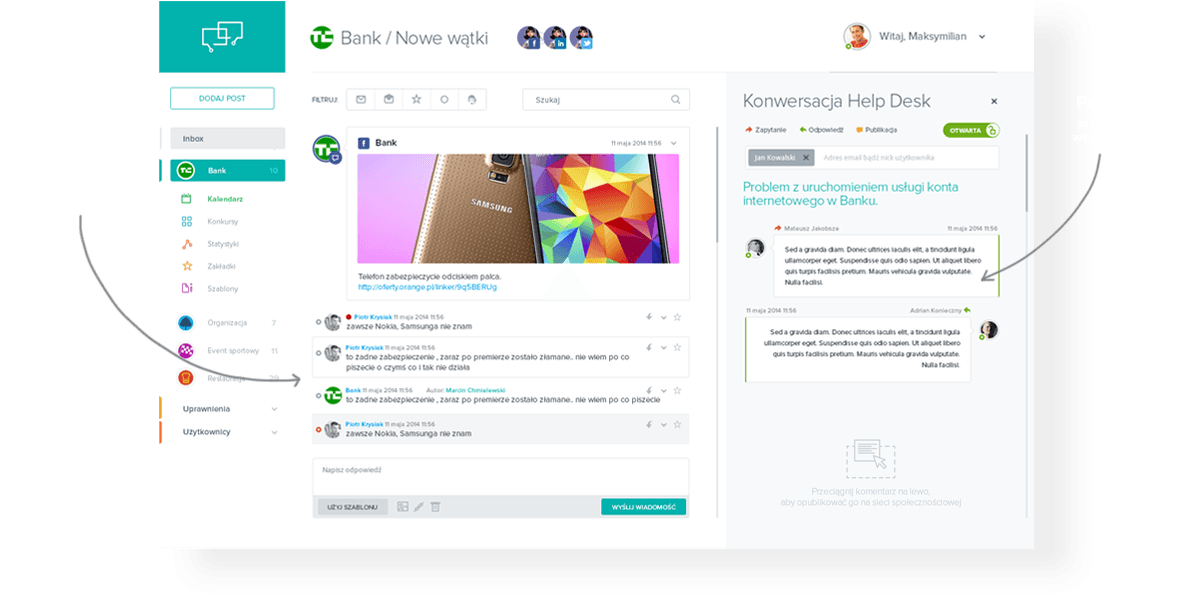 Bank / Nowe wątki
Witaj, Maksymilian
DODAJ POST
Inbox
Bank 10
Kalendarz
Konkursy
Statystyki
Zakładki
Szablony
Organizacja 7
Event sportowy 11
Uprawnienia
Użytkownicy
FILTRUJ:
Szukaj
Bank
11 maja 2014 11:56
SAMSUNG
SAMSUNG
Telefon zabezpieczycie odciskiem palca.
http://oferty.orange.pl/linker/9q5BERUg
Piotr Krysiak 11 maja 2014 11:56
zawsze Nokia, Samsunga nie znam
Piotr Krysiak 11 maja 2014 11:56
to żadne zabezpieczenie , zaraz po premierze zostało złamane.. nie wiem po co
piszecie o czymś co i tak nie działa
Bank 11 maja 2014 11:56 Autor: Marcin Chmielewski
to żadne zabezpieczenie , zaraz po premierze zostało złamane.. nie wiem po co piszecie
Piotr Krysiak 11 maja 2014 11:56
zawsze Nokia, Samsunga nie znam
Napisz odpowiedź
UŻYJ SZABLONU
WYŚLIJ WIADOMOŚĆ
Konwersacja Help Desk
Zapytanie
Odpowiedź
Publikacja
OTWARTA
Jan Kowalski
Adres email bądź nick użytkownika
Problem z uruchomieniem usługi konta
internetowego w Banku.
Mateusz Jakobsza 11 maja 2014 11:56
Sed a gravida diam. Donec ultrices iaculis elit, a tincidunt ligula
ullamcorper eget. Suspendisse quis odio sapien. Ut aliquet libero
quis turpis facilisis pretium. Mauris vehicula gravida vulputate.
Nulla facilisi.
11 maja 2014 11:56 Adrian Konieczny
Sed a gravida diam. Donec ultrices iaculis elit, a tincidunt ligula
ullamcorper eget. Suspendisse quis odio sapien. Ut aliquet libero
quis turpis facilisis pretium. Mauris vehicula gravida vulputate.
Nulla facilisi.
Przeciągnij komentarz na lewo,
aby opublikować go na sieci społecznościowej